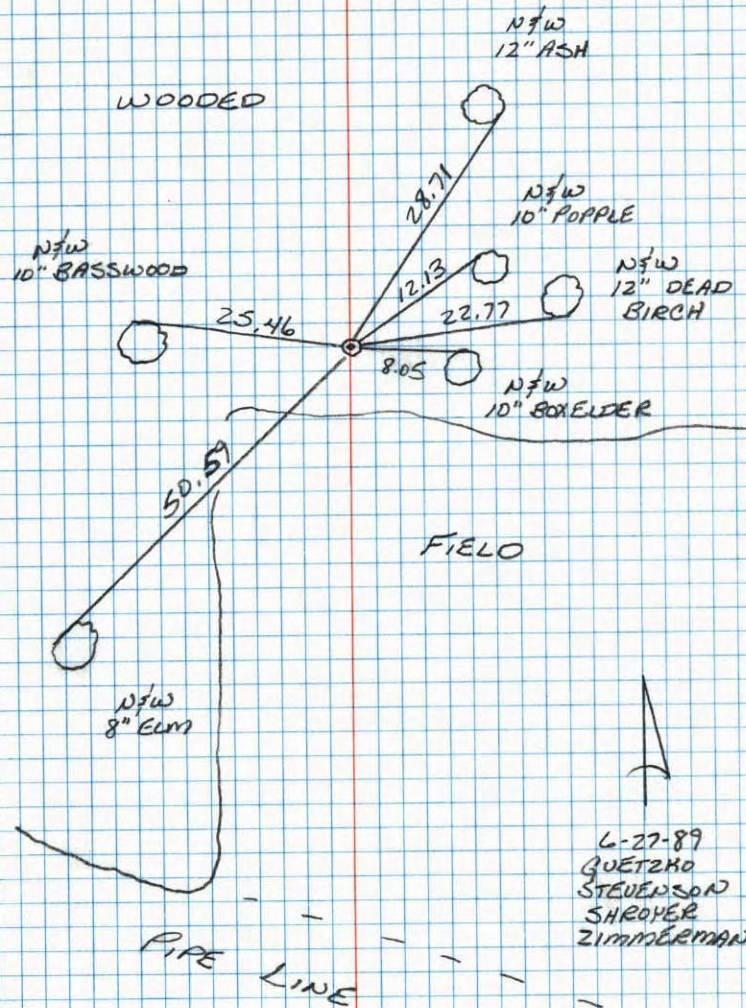 N&W
12" ASH
WOODED
28.71
N&W
10" POPPLE
N&W
10" BASSWOOD
12.13
N&W
12" DEAD
BIRCH
25.46
22.77
8.05
N&W
10" BOXELDER
50.59
FIELD
N&W
8" ELM
6-27-89
GUETZKO
STEVENSON
SHROYER
ZIMMERMAN
PIPE LINE